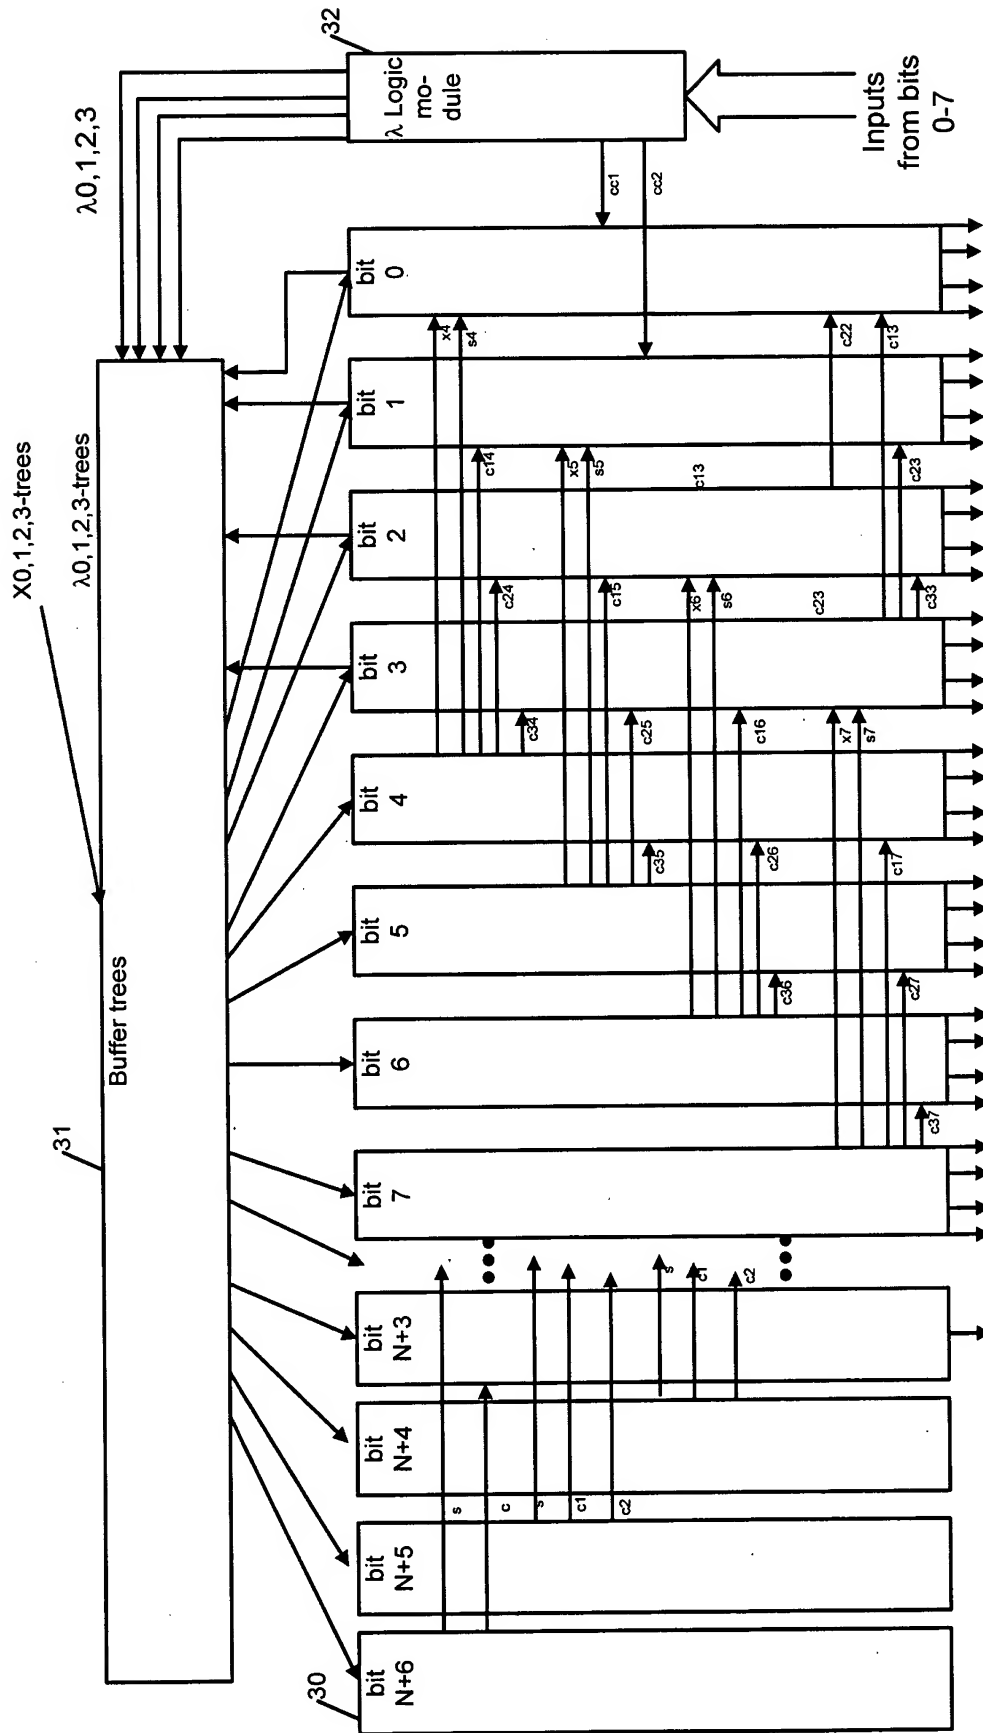 X0,1,2,3-trees
λ0,1,2,3-trees
λ0,1,2,3
31
Buffer trees
32
λ Logic
mo-
dule
Inputs
from bits
0-7
cc1
cc2
30
bit
N+6
bit
N+5
bit
N+4
bit
N+3
bit
7
bit
6
bit
5
bit
4
bit
3
bit
2
bit
1
bit
0
s
c
s
c1
c2
s
c1
c2
x4
s4
c14
c24
c34
x5
s5
c15
c25
c35
x6
s6
c16
c26
c36
x7
s7
c17
c27
c37
c13
c23
c22
c13
c23
c33